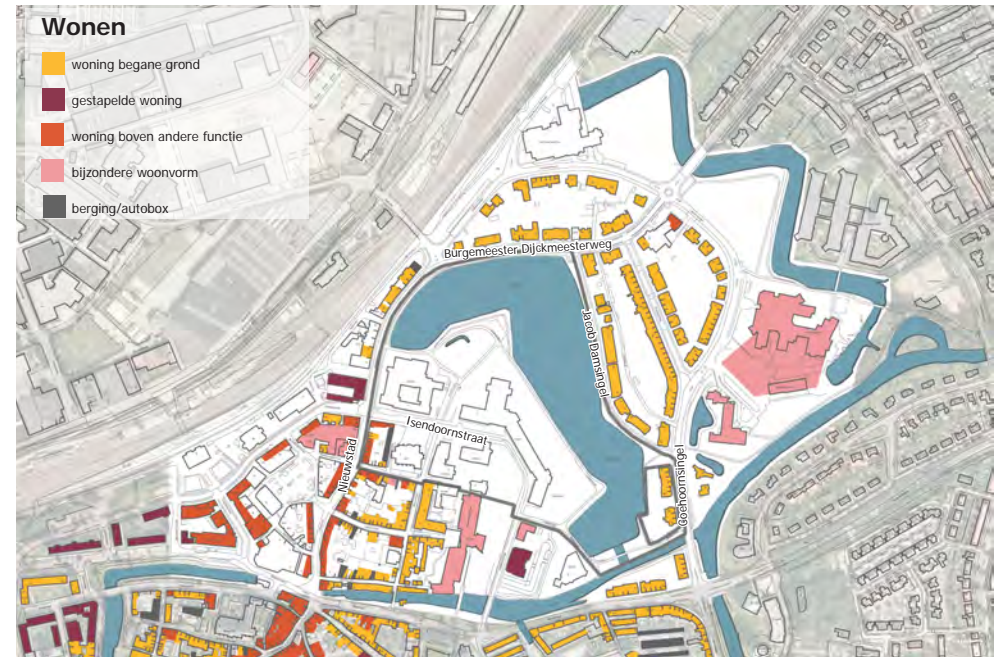 Wonen
woning begane grond
gestapelde woning
woning boven andere functie
bijzondere woonvorm
berging/autobox
Burgemeester Dijckmeesterweg
Jacob Damsingel
Isendoornstraat
Nieuwstad
Coehoornsingel